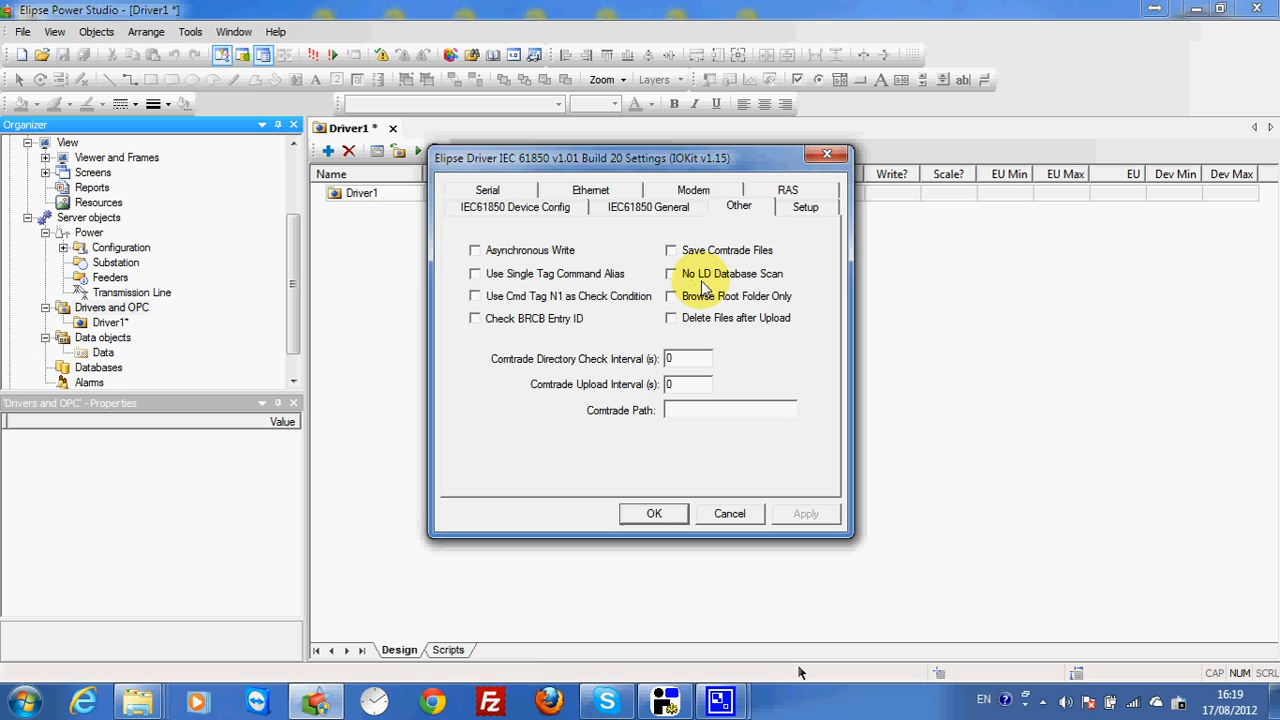 Elipse Power Studio - [Driver1 *]
File View Objects Arrange Tools Window Help
Zoom Layers
Organizer
Driver1 *
View
Viewer and Frames
Screens
Reports
Resources
Server objects
Power
Configuration
Substation
Feeders
Transmission Line
Drivers and OPC
Driver1*
Data objects
Data
Databases
Alarms
'Drivers and OPC' - Properties
Value
Name Write? Scale? EU Min EU Max EU Dev Min Dev Max
Driver1
Elipse Driver IEC 61850 v1.01 Build 20 Settings (IOKit v1.15)
Serial Ethernet Modem RAS
IEC61850 Device Config IEC61850 General Other Setup
Asynchronous Write Save Comtrade Files
Use Single Tag Command Alias No LD Database Scan
Use Cmd Tag N1 as Check Condition Browse Root Folder Only
Check BRCB Entry ID Delete Files after Upload
Comtrade Directory Check Interval (s): 0
Comtrade Upload Interval (s): 0
Comtrade Path:
OK Cancel Apply
Design Scripts
CAP NUM SCRL
EN 16:19
17/08/2012